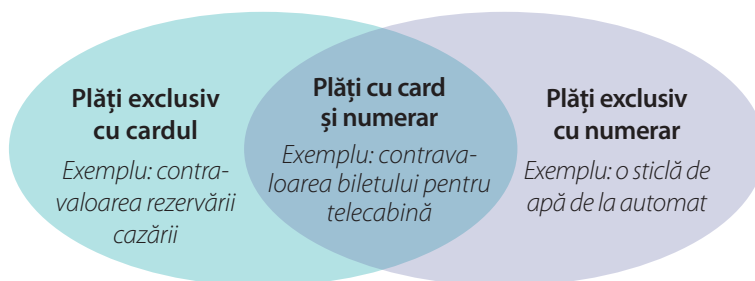 Plăți exclusiv
cu cardul
Exemplu: contra-
valoarea rezervării
cazării
Plăți cu card
și numerar
Exemplu: contrava-
loarea biletului pentru
telecabină
Plăți exclusiv
cu numerar
Exemplu: o sticlă de
apă de la automat